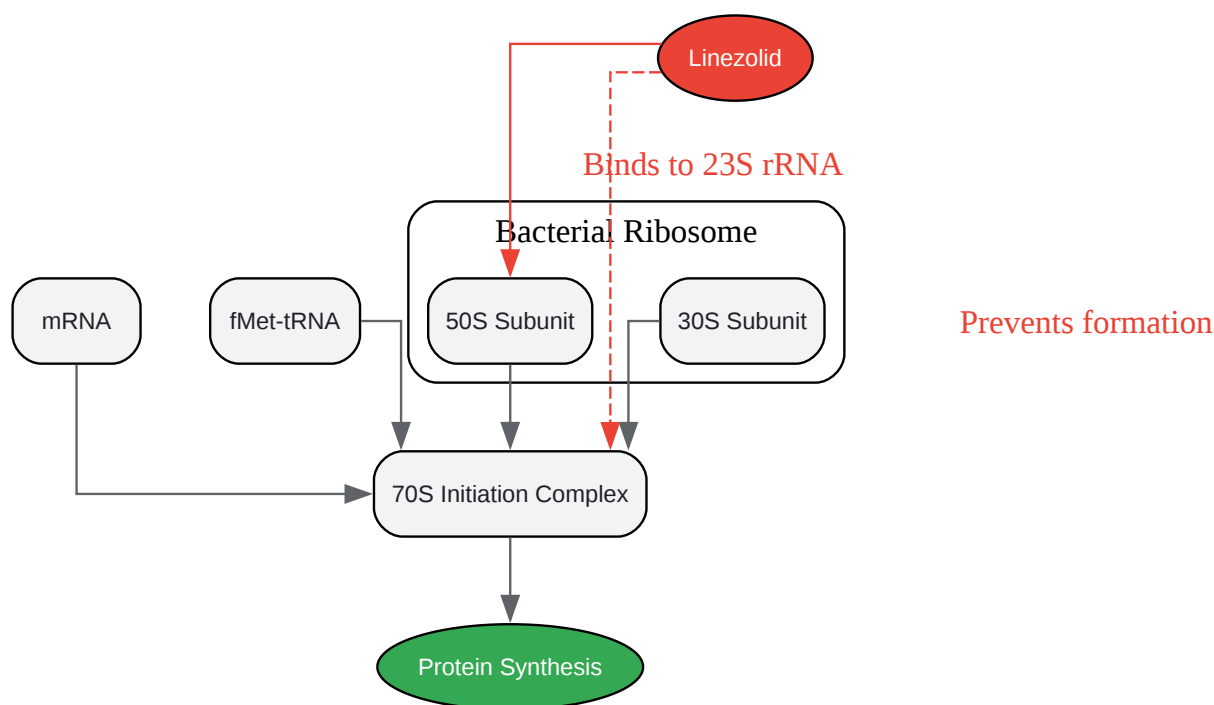 Linezolid
Binds to 23S rRNA
Bacterial Ribosome
mRNA
fMet-tRNA
50S Subunit
30S Subunit
Prevents formation
70S Initiation Complex
Protein Synthesis